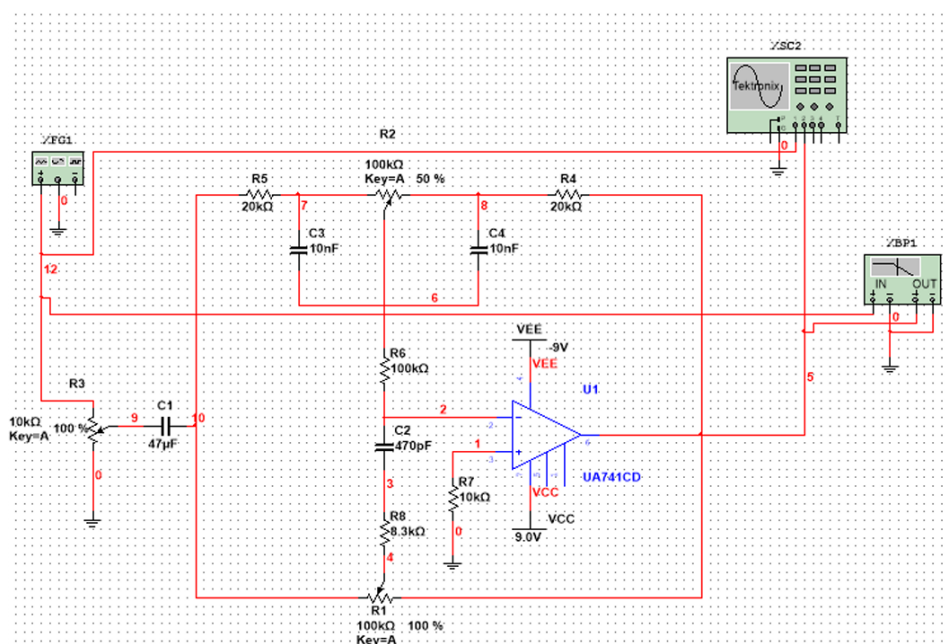 XSC2
Tektronix
R2
XFG1
100kΩ
Key=A 50 %
R5
20kΩ
R4
20kΩ
7
8
C3
10nF
C4
10nF
0
0
12
6
XBP1
IN OUT
0
VEE
-9V
VEE
R6
100kΩ
U1
5
R3
10kΩ
Key=A 100 %
9
C1
47µF
10
2
C2
470pF
1
3
R7
10kΩ
UA741CD
VCC
VCC
9.0V
0
0
R8
8.3kΩ
4
R1
100kΩ 100 %
Key=A